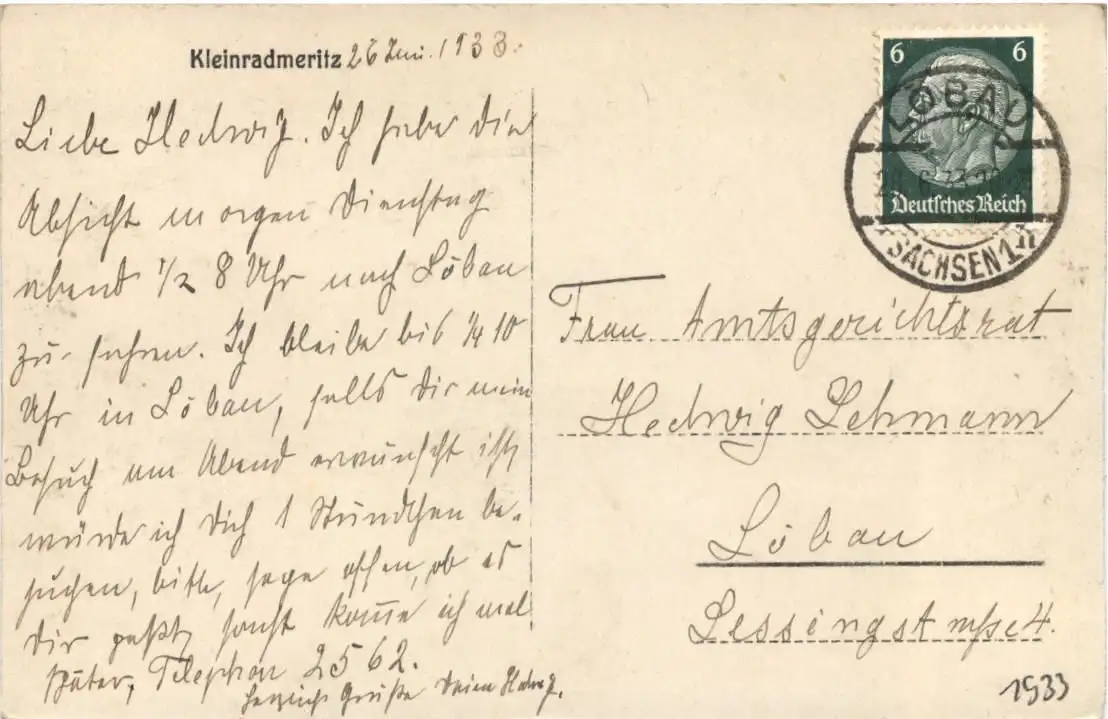 Kleinradmeritz 26 Juni. 1933.
Liebe Hedwig. Ich habe die
Absicht morgen Dienstag
abend 1/2 8 Uhr nach Löbau
zu fahren. Ich bleibe bis 1/4 10
Uhr in Löbau, falls Dir mein
Besuch am Abend erwünscht ist,
würde ich Dich 1 Stündchen be-
suchen, bitte, sage offen, ob es
Dir paßt, sonst kom̅e ich mal
später, Telephon 2562.
Herzliche Grüße Deine Hedwig.
6 6
Deutsches Reich
LÖBAU
SACHSEN 1
Frau Amtsgerichtsrat
Hedwig Lehmann
Löbau
Lessingstrasse 4.
1933